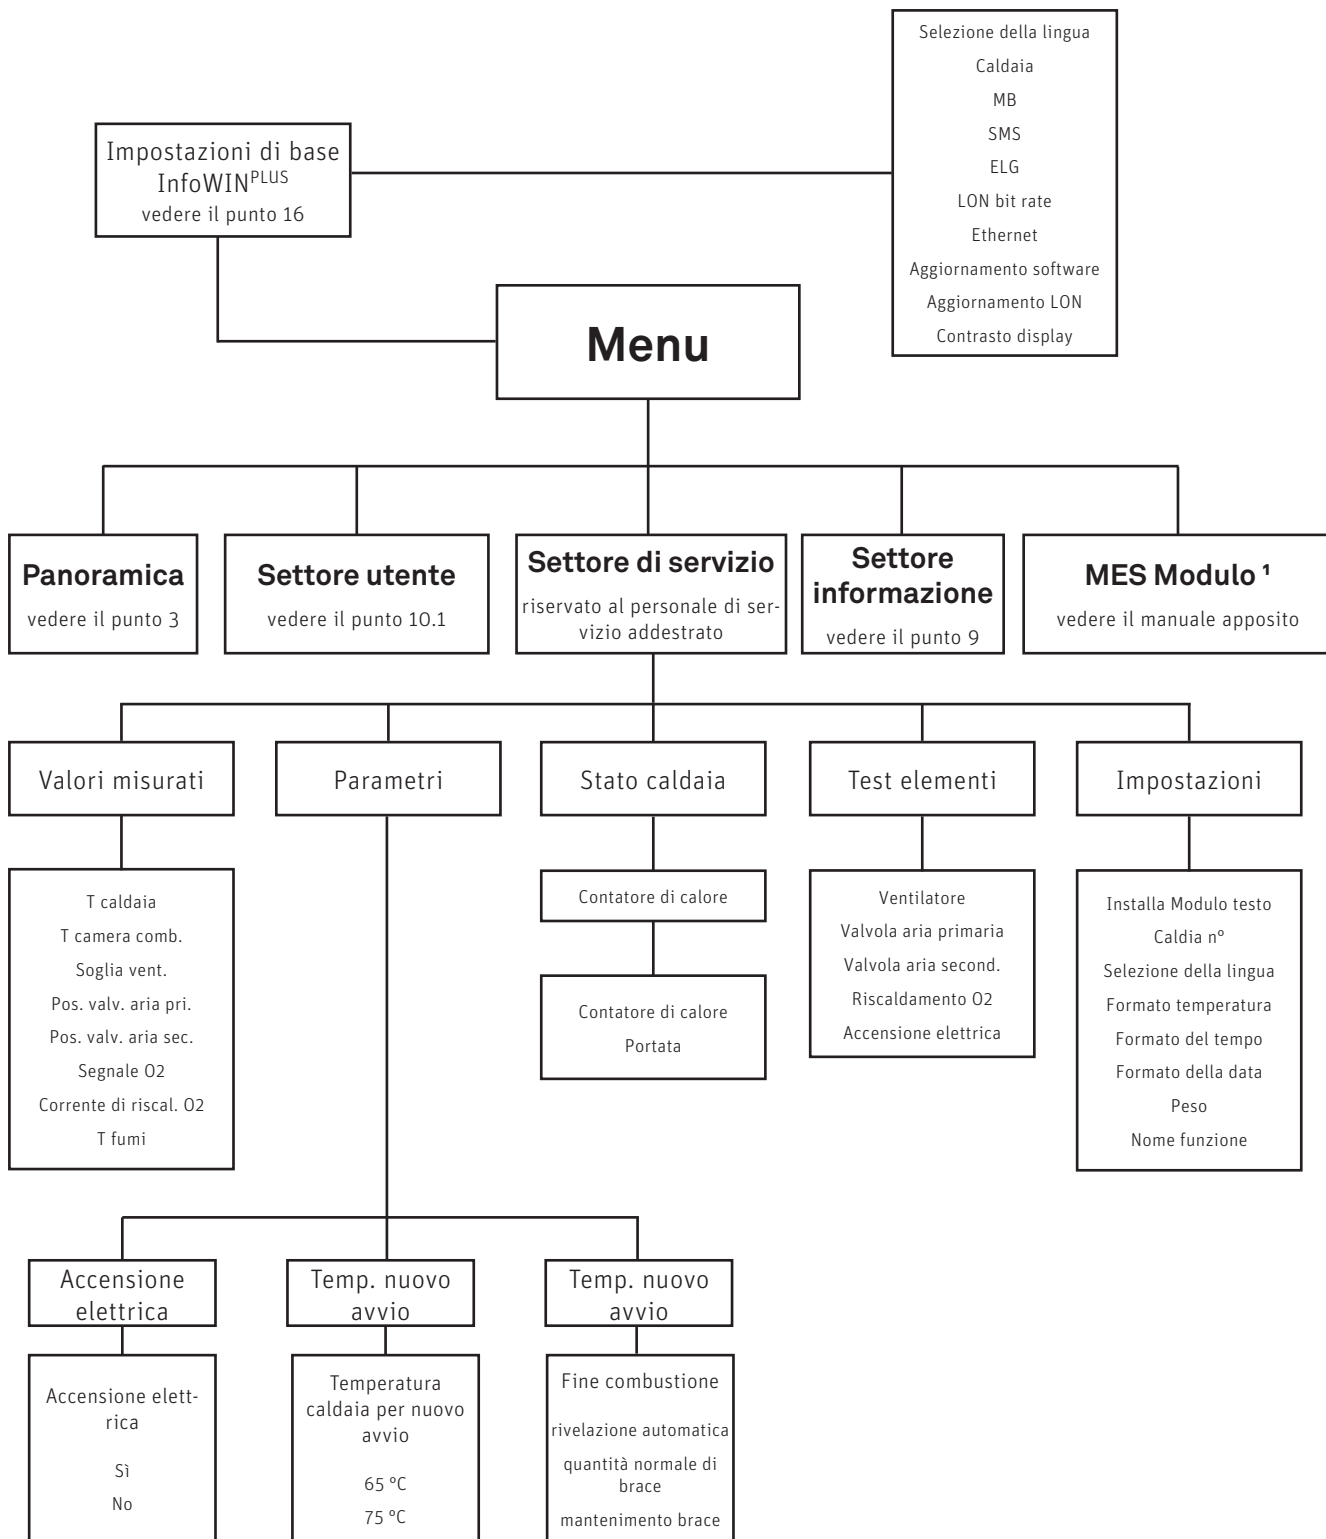 Selezione della lingua
Caldaia
MB
SMS
ELG
LON bit rate
Ethernet
Aggiornamento software
Aggiornamento LON
Contrasto display
Impostazioni di base
InfoWINPLUS
vedere il punto 16
Menu
Panoramica
vedere il punto 3
Settore utente
vedere il punto 10.1
Settore di servizio
riservato al personale di ser-
vizio addestrato
Settore
informazione
vedere il punto 9
MES Modulo ¹
vedere il manuale apposito
Valori misurati
T caldaia
T camera comb.
Soglia vent.
Pos. valv. aria pri.
Pos. valv. aria sec.
Segnale O2
Corrente di riscal. O2
T fumi
Parametri
Stato caldaia
Contatore di calore
Contatore di calore
Portata
Test elementi
Ventilatore
Valvola aria primaria
Valvola aria second.
Riscaldamento O2
Accensione elettrica
Impostazioni
Installa Modulo testo
Caldia n°
Selezione della lingua
Formato temperatura
Formato del tempo
Formato della data
Peso
Nome funzione
Accensione
elettrica
Accensione elett-
rica
Sì
No
Temp. nuovo
avvio
Temperatura
caldaia per nuovo
avvio
65 °C
75 °C
Temp. nuovo
avvio
Fine combustione
rivelazione automatica
quantità normale di
brace
mantenimento brace